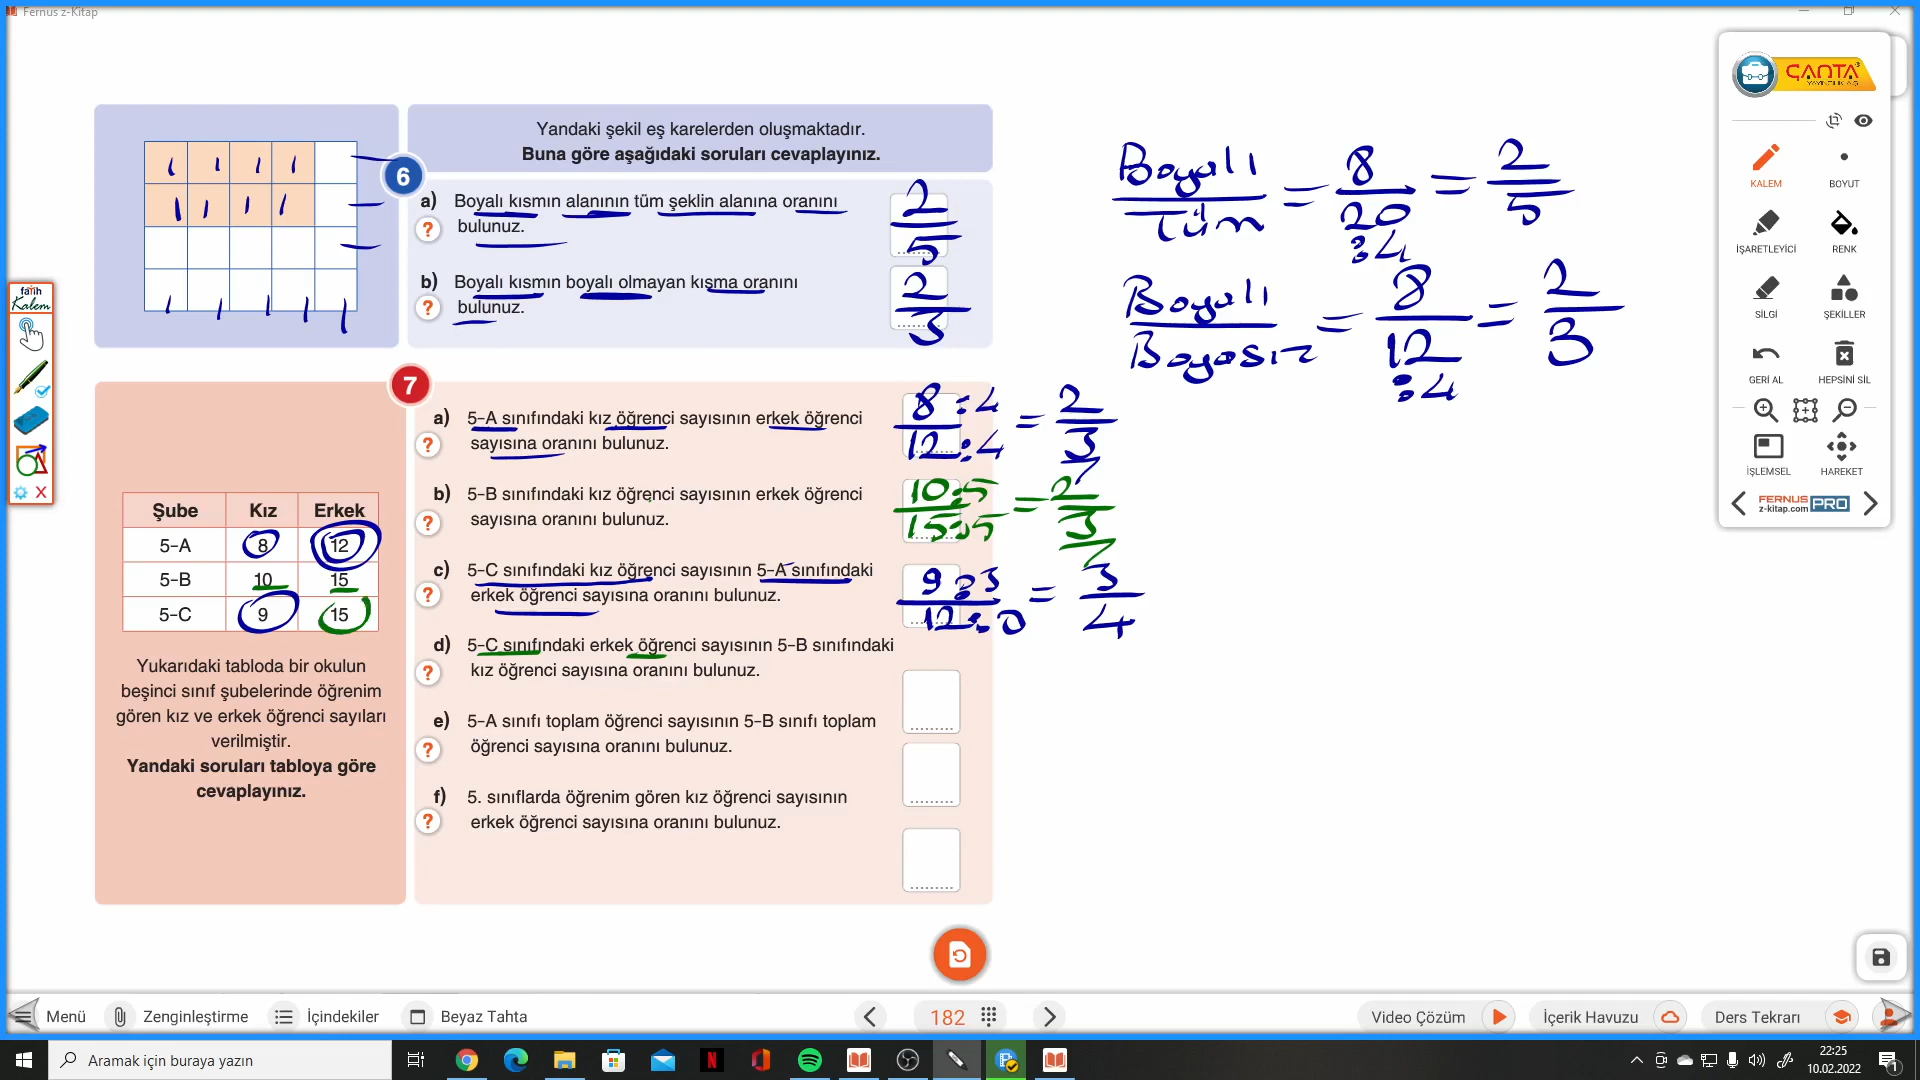 Fernus z-Kitap
6
Yandaki şekil eş karelerden oluşmaktadır.
Buna göre aşağıdaki soruları cevaplayınız.
a) Boyalı kısmın alanının tüm şeklin alanına oranını
? bulunuz.
2/5
b) Boyalı kısmın boyalı olmayan kısma oranını
? bulunuz.
2/3
Boyalı/Tüm = 8/20 = 2/5
:4
Boyalı/Boyasız = 8/12 = 2/3
:4
7
a) 5-A sınıfındaki kız öğrenci sayısının erkek öğrenci
? sayısına oranını bulunuz.
8:4/12:4 = 2/3
b) 5-B sınıfındaki kız öğrenci sayısının erkek öğrenci
? sayısına oranını bulunuz.
10:5/15:5 = 2/3
c) 5-C sınıfındaki kız öğrenci sayısının 5-A sınıfındaki
? erkek öğrenci sayısına oranını bulunuz.
9:3/12:3 = 3/4
d) 5-C sınıfındaki erkek öğrenci sayısının 5-B sınıfındaki
? kız öğrenci sayısına oranını bulunuz.
e) 5-A sınıfı toplam öğrenci sayısının 5-B sınıfı toplam
? öğrenci sayısına oranını bulunuz.
f) 5. sınıflarda öğrenim gören kız öğrenci sayısının
? erkek öğrenci sayısına oranını bulunuz.
Şube Kız Erkek
5-A 8 12
5-B 10 15
5-C 9 15
Yukarıdaki tabloda bir okulun
beşinci sınıf şubelerinde öğrenim
gören kız ve erkek öğrenci sayıları
verilmiştir.
Yandaki soruları tabloya göre
cevaplayınız.
fatih
Kalem
ÇANTA
YAYINCILIK A.Ş.
KALEM BOYUT
İŞARETLEYİCİ RENK
SİLGİ ŞEKİLLER
GERİ AL HEPSİNİ SİL
İŞLEMSEL HAREKET
FERNUS
z-kitap.com PRO
Menü Zenginleştirme İçindekiler Beyaz Tahta 182 Video Çözüm İçerik Havuzu Ders Tekrarı
Aramak için buraya yazın
22:25
10.02.2022
1